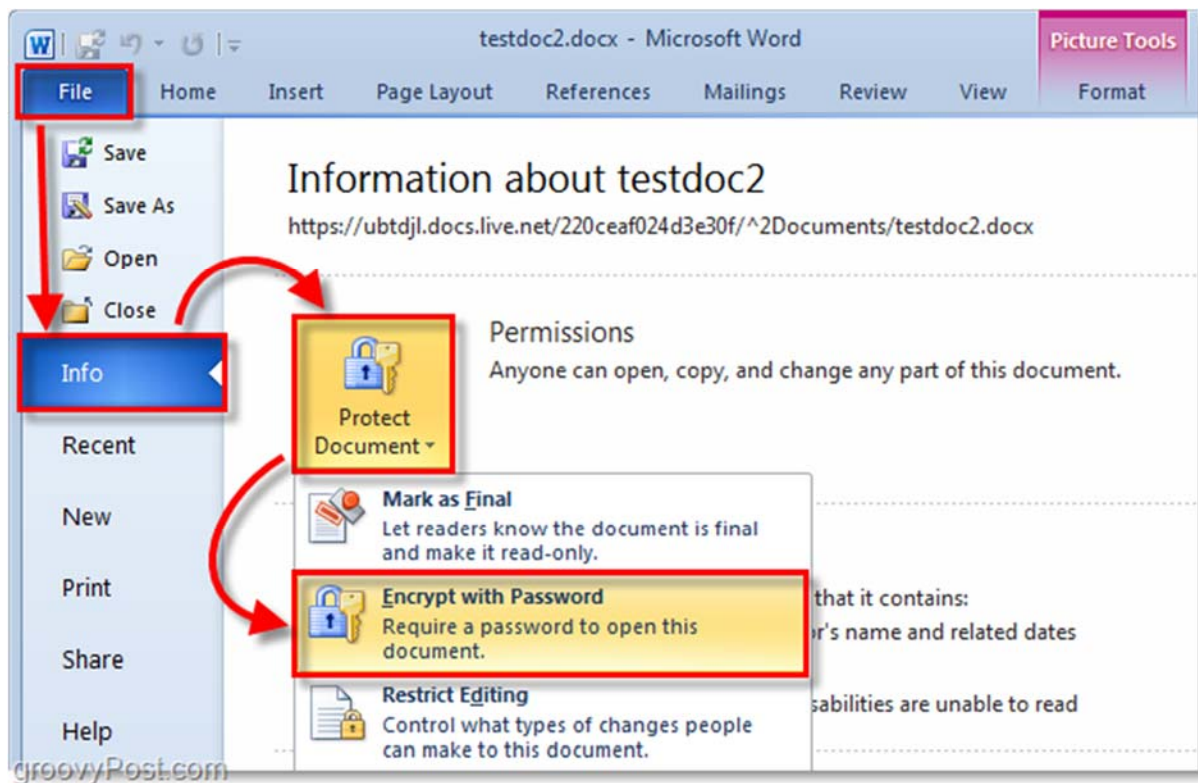 testdoc2.docx - Microsoft Word
Picture Tools
File Home Insert Page Layout References Mailings Review View Format
Save
Save As
Open
Close
Info
Recent
New
Print
Share
Help
Information about testdoc2
https://ubtdjl.docs.live.net/220ceaf024d3e30f/^2Documents/testdoc2.docx
Permissions
Anyone can open, copy, and change any part of this document.
Protect
Document
Mark as Final
Let readers know the document is final
and make it read-only.
Encrypt with Password
Require a password to open this
document.
Restrict Editing
Control what types of changes people
can make to this document.
that it contains:
r's name and related dates
sabilities are unable to read
groovyPost.com